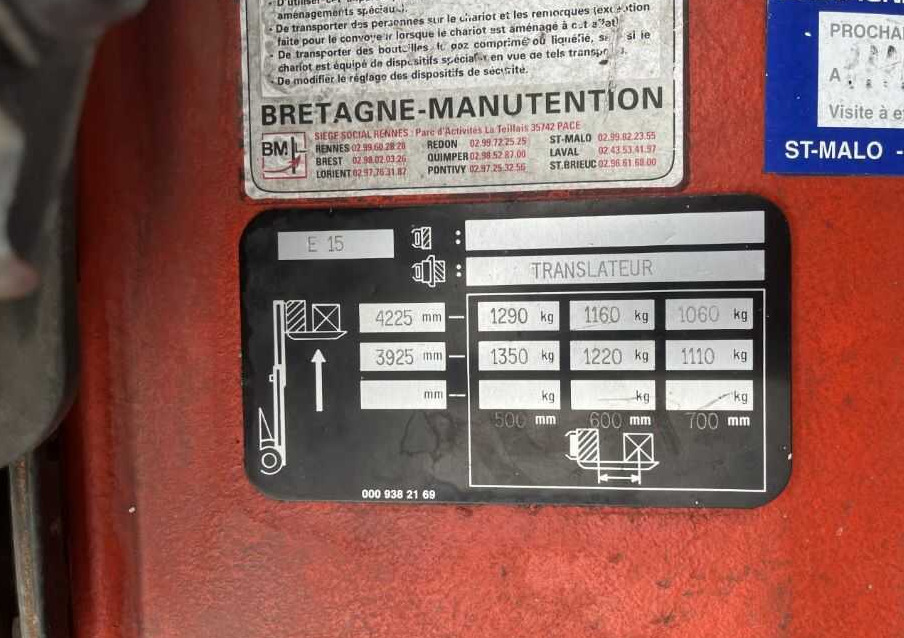 aménagements spéciaux.
- De transporter des personnes sur le chariot et les remorques (exception
faite pour le convoyeur lorsque le chariot est aménagé à cet effet)
- De transporter des bouteilles de gaz comprimé ou liquéfié, si le
chariot est équipé de dispositifs spéciaux en vue de tels transports.
- De modifier le réglage des dispositifs de sécurité.
BRETAGNE-MANUTENTION
BM
SIEGE SOCIAL RENNES : Parc d'Activités La Teillais 35742 PACE
RENNES 02.99.60.28.28 REDON 02.99.72.25.25 ST-MALO 02.99.82.23.55
BREST 02.98.02.03.26 QUIMPER 02.98.52.87.00 LAVAL 02.43.53.41.97
LORIENT 02.97.76.31.87 PONTIVY 02.97.25.32.56 ST.BRIEUC 02.96.61.68.00
PROCHAI
A
Visite à ef
ST-MALO -
E 15 :
: TRANSLATEUR
4225 mm 1290 kg 1160 kg 1060 kg
3925 mm 1350 kg 1220 kg 1110 kg
mm kg kg kg
500 mm 600 mm 700 mm
000 938 21 69